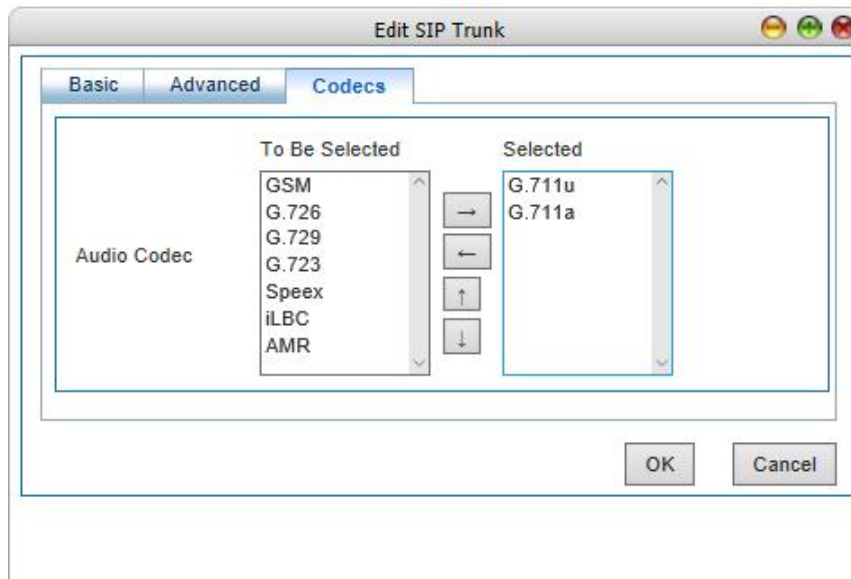 Edit SIP Trunk
Basic Advanced Codecs
To Be Selected Selected
Audio Codec
GSM
G.726
G.729
G.723
Speex
iLBC
AMR
→
←
↑
↓
G.711u
G.711a
OK Cancel